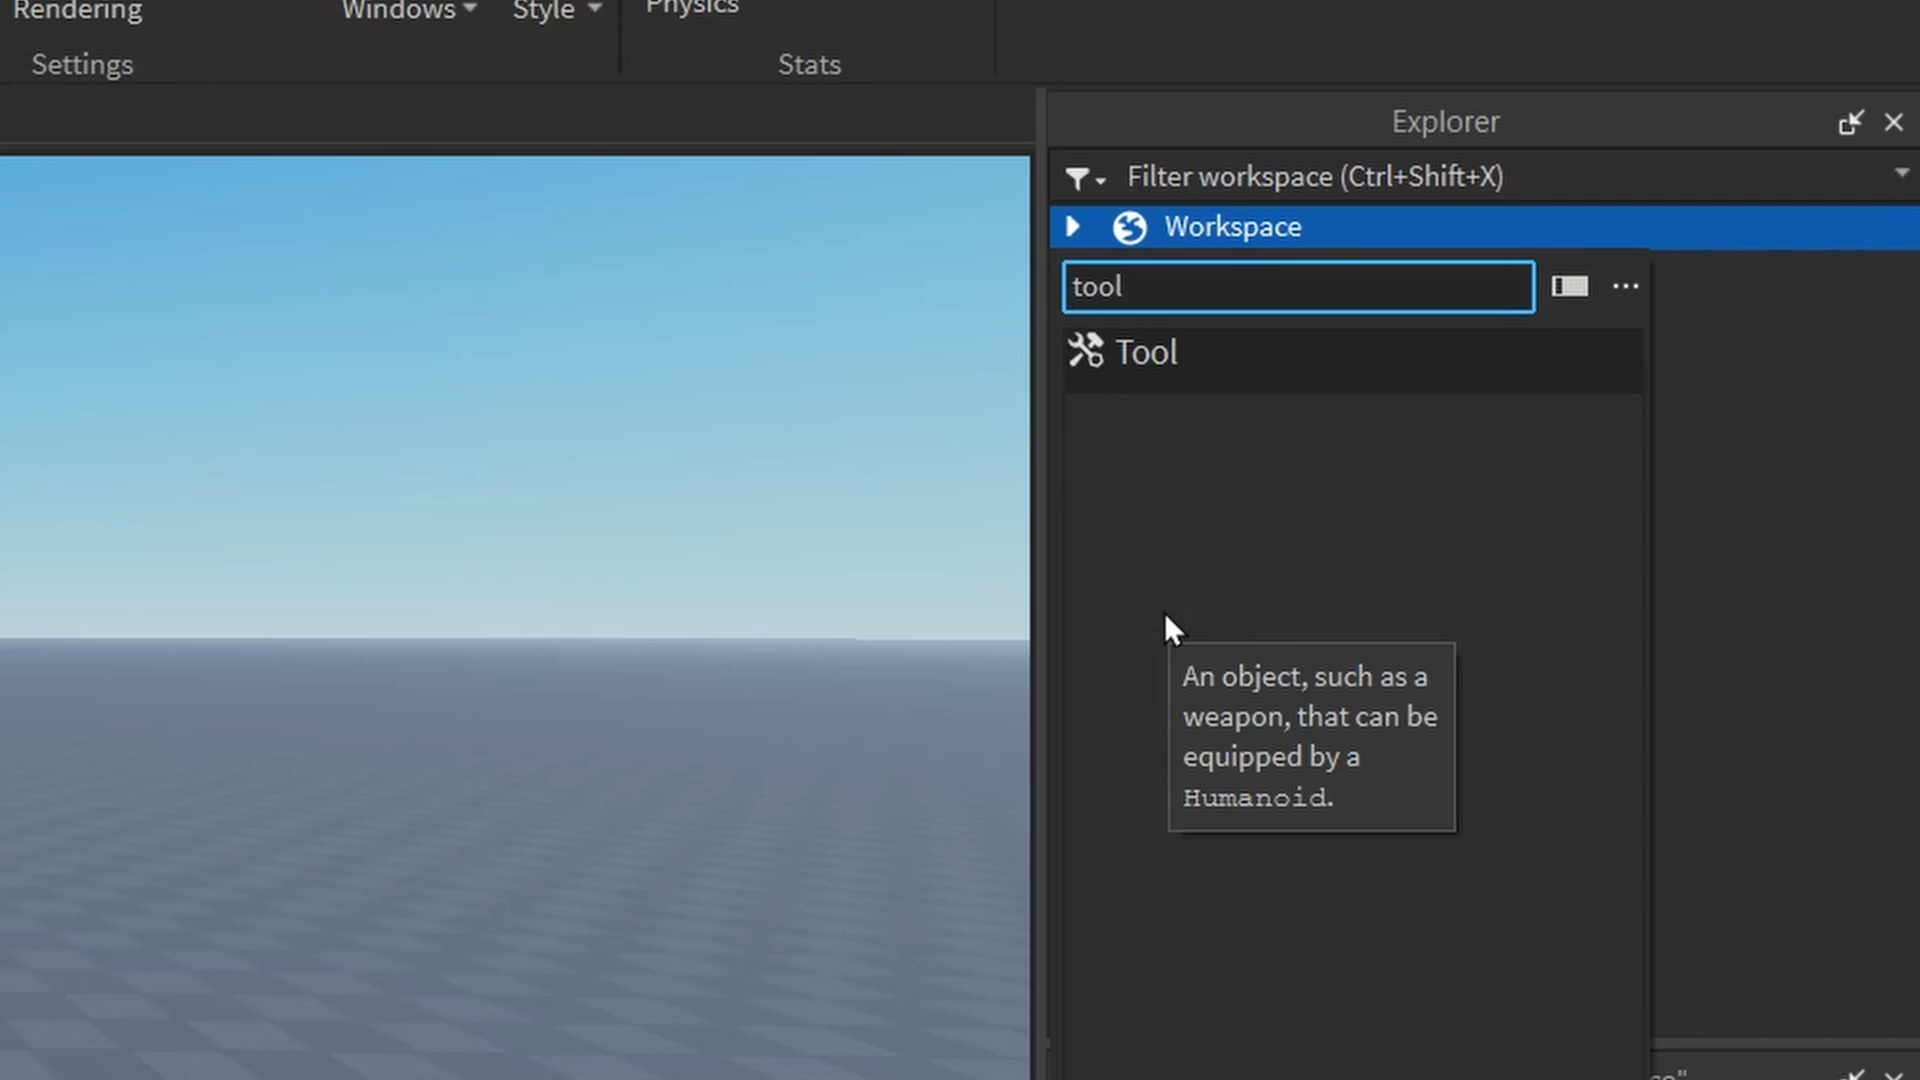 Rendering
Windows
Style
Physics
Settings
Stats
Explorer
Filter workspace (Ctrl+Shift+X)
Workspace
tool
Tool
An object, such as a
weapon, that can be
equipped by a
Humanoid.